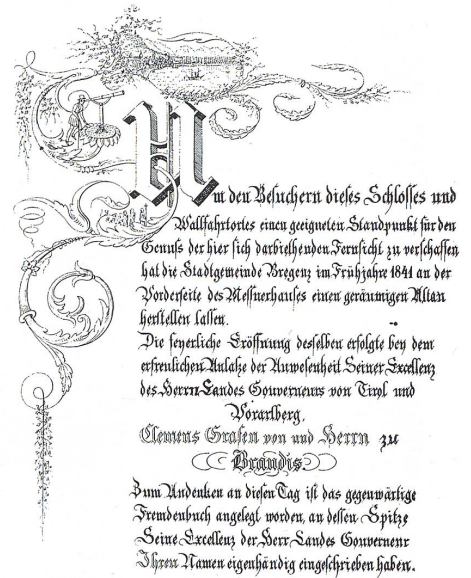 Um den Besuchern dieses Schlosses und
Wallfahrtortes einen geeigneten Standpunkt für den
Genuß der hier sich darbiethenden Fernsicht zu verschaffen
hat die Stadtgemeinde Bregenz im Frühjahre 1841 an der
Vorderseite des Messnerhauses einen geräumigen Altan
herstellen lassen.
Die feyerliche Eröffnung desselben erfolgte bey dem
erfreulichen Anlaße der Anwesenheit Seiner Excellenz
des Herrn Landes Gouverneurs von Tirol und
Vorarlberg,
Clemens Grafen von und Herrn zu
Brandis
Zum Andenken an diesen Tag ist das gegenwärtige
Fremdenbuch angelegt worden, an dessen Spitze
Seine Excellenz der Herr Landes Gouverneur
Ihren Namen eigenhändig eingeschrieben haben.